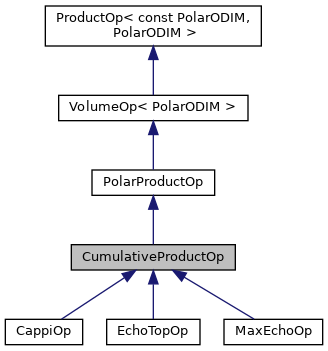 ProductOp< const PolarODIM,
PolarODIM >
VolumeOp< PolarODIM >
PolarProductOp
CumulativeProductOp
CappiOp
EchoTopOp
MaxEchoOp